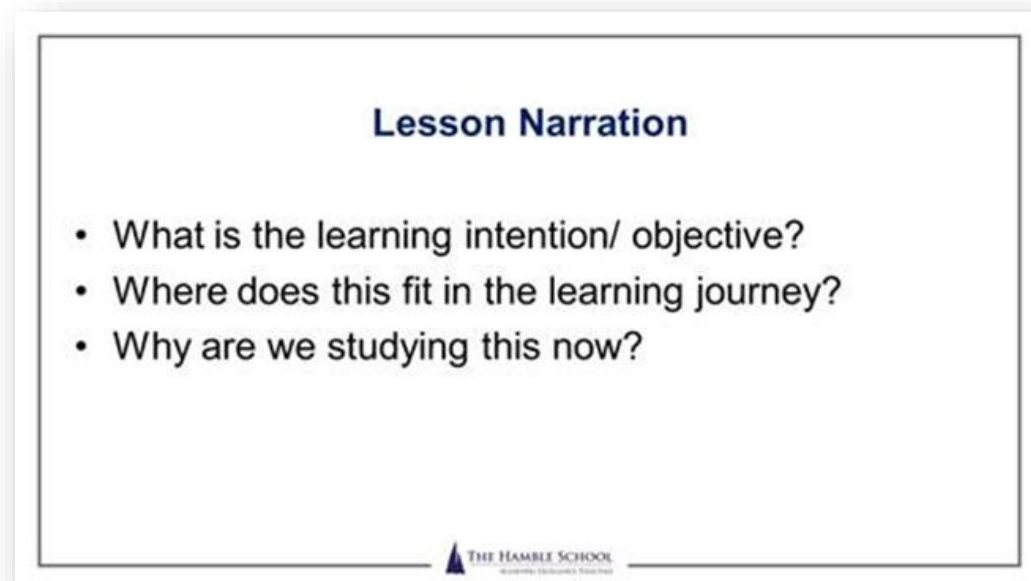 Lesson Narration
• What is the learning intention/ objective?
• Where does this fit in the learning journey?
• Why are we studying this now?
THE HAMBLE SCHOOL